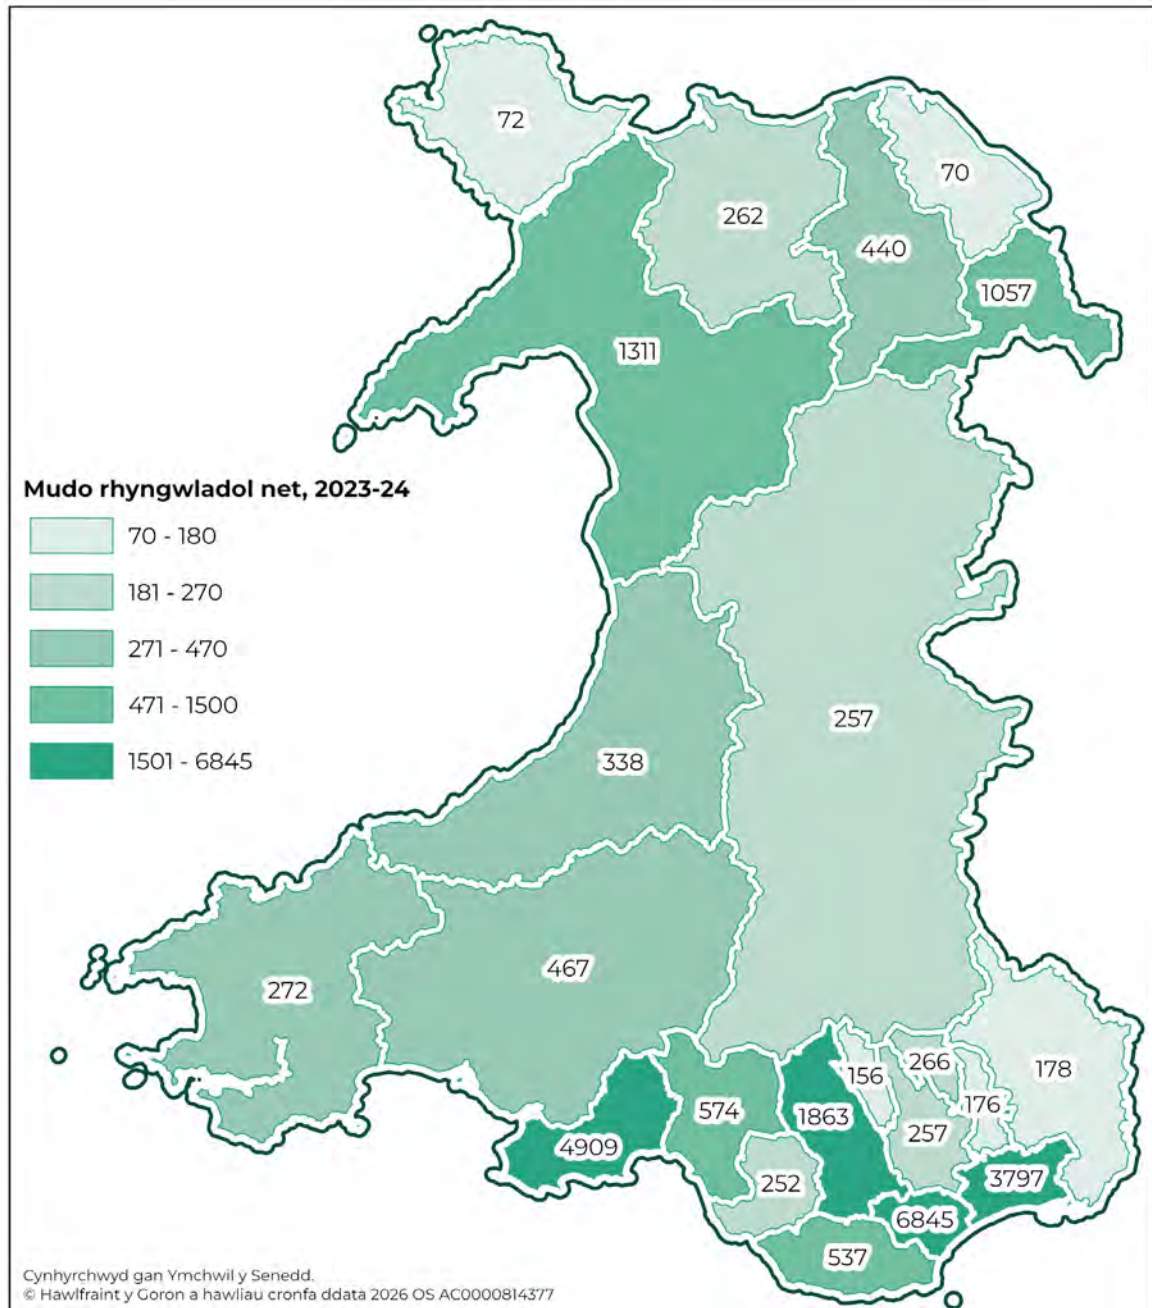 72
70
262
440
1057
1311
Mudo rhyngwladol net, 2023-24
70 - 180
181 - 270
271 - 470
471 - 1500
1501 - 6845
257
338
467
272
266
156
178
176
574
1863
257
4909
3797
252
6845
537
Cynhyrchwyd gan Ymchwil y Senedd.
© Hawlfraint y Goron a hawliau cronfa ddata 2026 OS AC0000814377